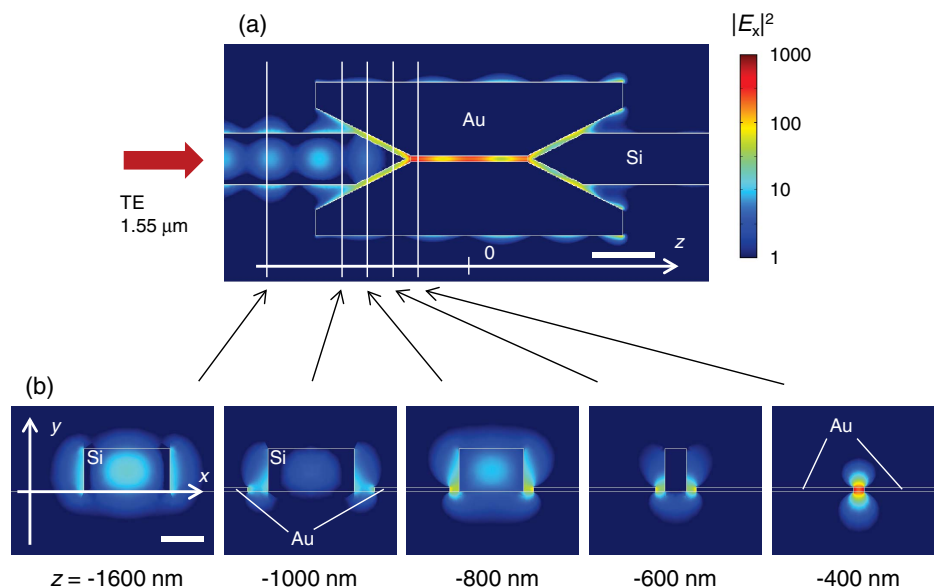 (a)
|Eₓ|²
1000
100
10
1
Au
Si
TE
1.55 μm
0
z
(b)
y
Si
x
Si
Au
Au
z = -1600 nm
-1000 nm
-800 nm
-600 nm
-400 nm